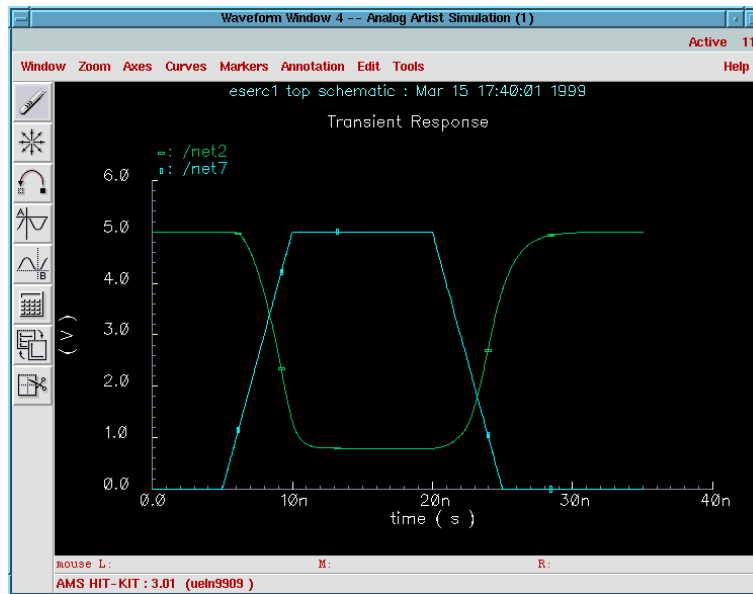 Waveform Window 4 -- Analog Artist Simulation (1)
Active 11
Window Zoom Axes Curves Markers Annotation Edit Tools Help
eserc1 top schematic : Mar 15 17:40:01 1999
Transient Response
: /net2
: /net7
6.0
5.0
4.0
3.0
2.0
1.0
0.0
(V)
0.0 10n 20n 30n 40n
time ( s )
A
B
mouse L: M: R:
AMS HIT-KIT : 3.01 (ueln9909 )